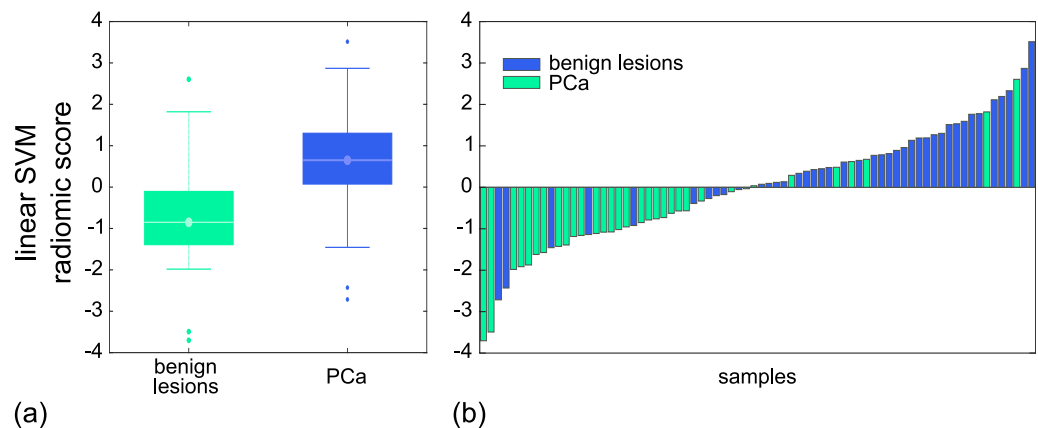 linear SVM
radiomic score
4
3
2
1
0
-1
-2
-3
-4
benign
lesions
PCa
(a)
4
3
2
1
0
-1
-2
-3
-4
benign lesions
PCa
samples
(b)